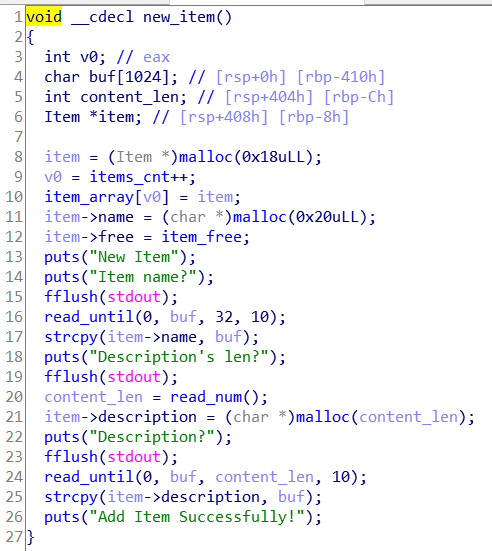 1 void __cdecl new_item()
2 {
3   int v0; // eax
4   char buf[1024]; // [rsp+0h] [rbp-410h]
5   int content_len; // [rsp+404h] [rbp-Ch]
6   Item *item; // [rsp+408h] [rbp-8h]
7
8   item = (Item *)malloc(0x18uLL);
9   v0 = items_cnt++;
10   item_array[v0] = item;
11   item->name = (char *)malloc(0x20uLL);
12   item->free = item_free;
13   puts("New Item");
14   puts("Item name?");
15   fflush(stdout);
16   read_until(0, buf, 32, 10);
17   strcpy(item->name, buf);
18   puts("Description's len?");
19   fflush(stdout);
20   content_len = read_num();
21   item->description = (char *)malloc(content_len);
22   puts("Description?");
23   fflush(stdout);
24   read_until(0, buf, content_len, 10);
25   strcpy(item->description, buf);
26   puts("Add Item Successfully!");
27 }